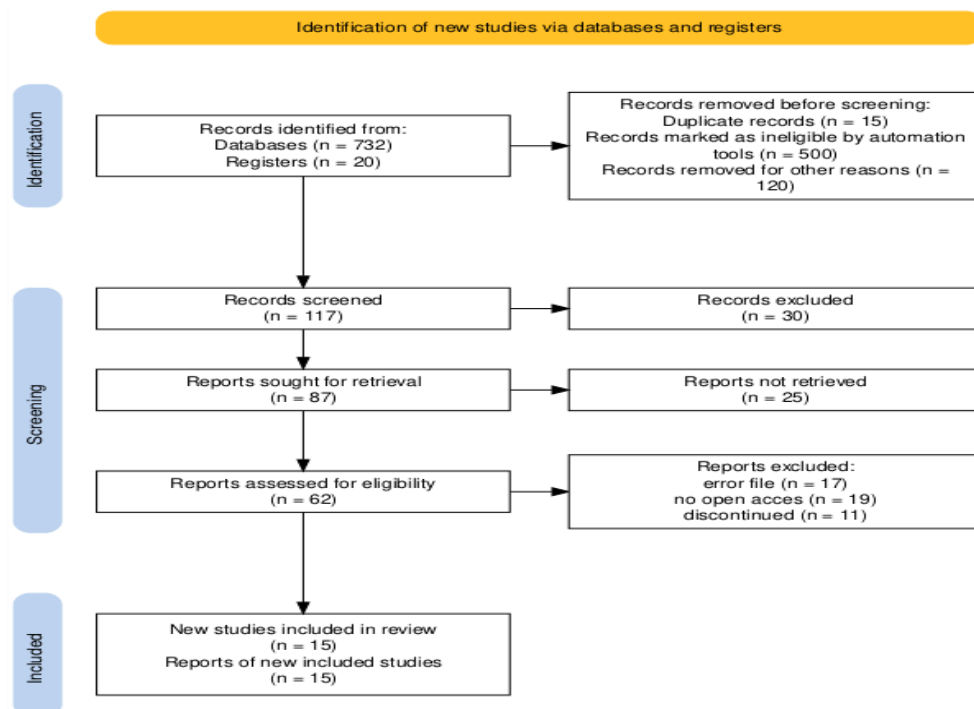 Identification of new studies via databases and registers
Identification
Records identified from:
Databases (n = 732)
Registers (n = 20)
Records removed before screening:
Duplicate records (n = 15)
Records marked as ineligible by automation
tools (n = 500)
Records removed for other reasons (n =
120)
Screening
Records screened
(n = 117)
Records excluded
(n = 30)
Reports sought for retrieval
(n = 87)
Reports not retrieved
(n = 25)
Reports assessed for eligibility
(n = 62)
Reports excluded:
error file (n = 17)
no open acces (n = 19)
discontinued (n = 11)
Included
New studies included in review
(n = 15)
Reports of new included studies
(n = 15)